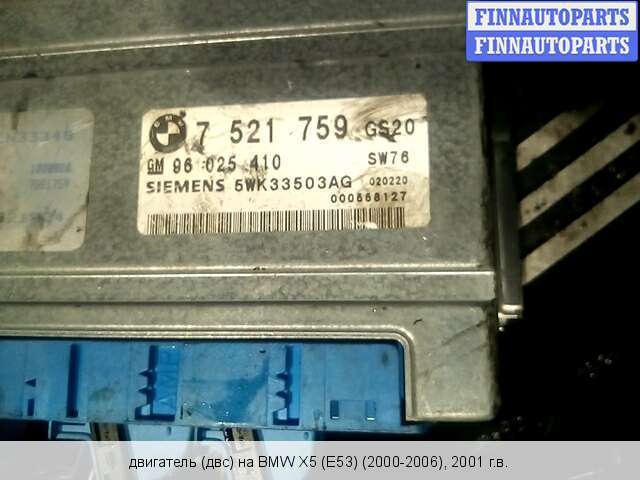 FINNAUTOPARTS
FINNAUTOPARTS
7 521 759 GS20
GM 96 025 410 SW76
SIEMENS 5WK33503AG 020220
000668127
двигатель (двс) на BMW X5 (E53) (2000-2006), 2001 г.в.